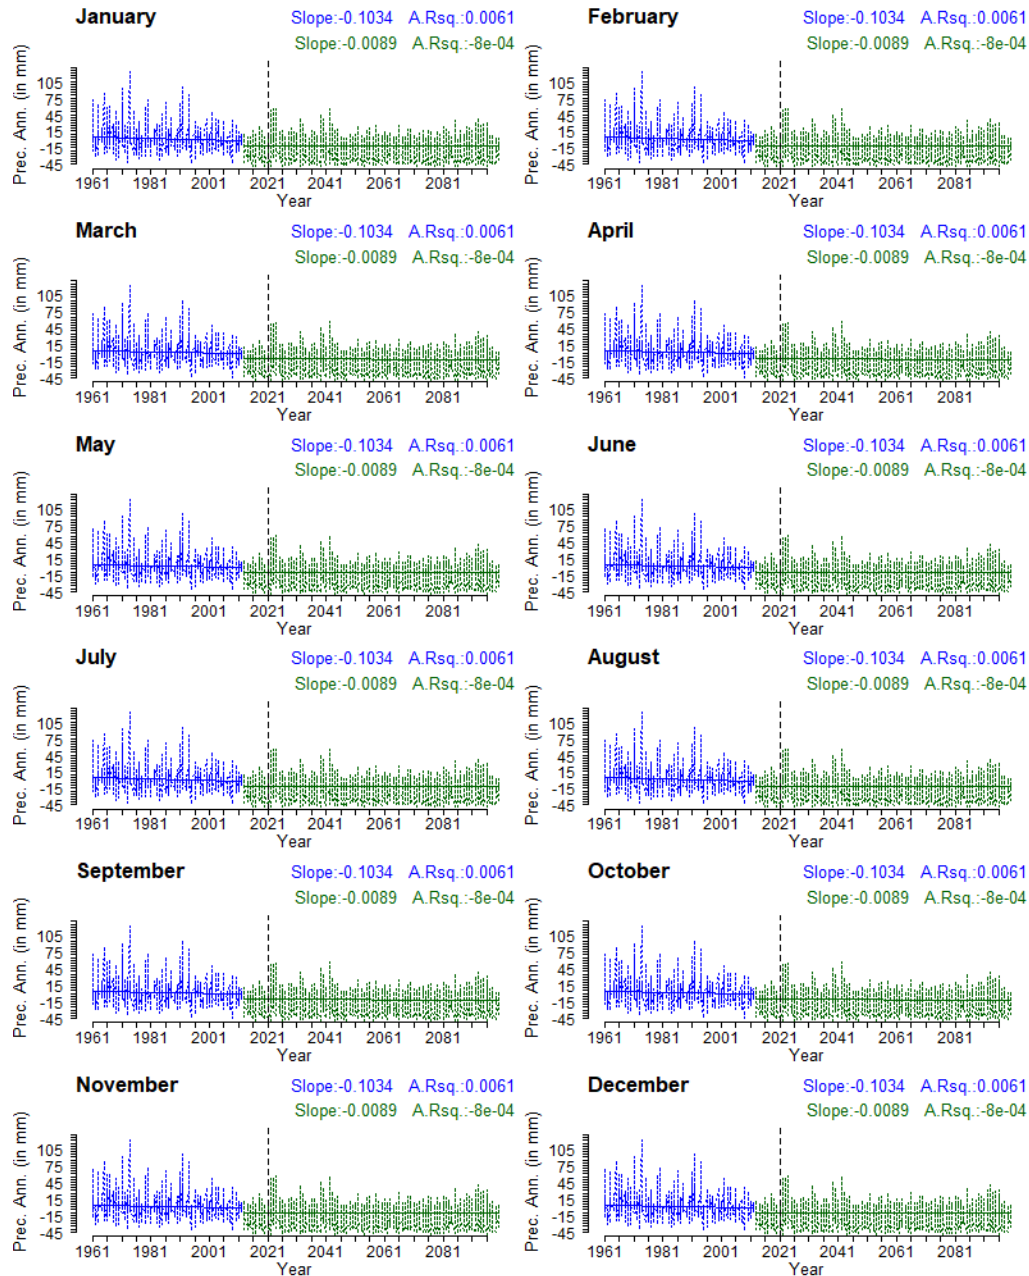 January Slope:-0.1034 A.Rsq.:0.0061
Slope:-0.0089 A.Rsq.:-8e-04
Prec. Ann. (in mm)
105
75
45
15
-15
-45
1961 1981 2001 2021 2041 2061 2081
Year
February Slope:-0.1034 A.Rsq.:0.0061
Slope:-0.0089 A.Rsq.:-8e-04
Prec. Ann. (in mm)
105
75
45
15
-15
-45
1961 1981 2001 2021 2041 2061 2081
Year
March Slope:-0.1034 A.Rsq.:0.0061
Slope:-0.0089 A.Rsq.:-8e-04
Prec. Ann. (in mm)
105
75
45
15
-15
-45
1961 1981 2001 2021 2041 2061 2081
Year
April Slope:-0.1034 A.Rsq.:0.0061
Slope:-0.0089 A.Rsq.:-8e-04
Prec. Ann. (in mm)
105
75
45
15
-15
-45
1961 1981 2001 2021 2041 2061 2081
Year
May Slope:-0.1034 A.Rsq.:0.0061
Slope:-0.0089 A.Rsq.:-8e-04
Prec. Ann. (in mm)
105
75
45
15
-15
-45
1961 1981 2001 2021 2041 2061 2081
Year
June Slope:-0.1034 A.Rsq.:0.0061
Slope:-0.0089 A.Rsq.:-8e-04
Prec. Ann. (in mm)
105
75
45
15
-15
-45
1961 1981 2001 2021 2041 2061 2081
Year
July Slope:-0.1034 A.Rsq.:0.0061
Slope:-0.0089 A.Rsq.:-8e-04
Prec. Ann. (in mm)
105
75
45
15
-15
-45
1961 1981 2001 2021 2041 2061 2081
Year
August Slope:-0.1034 A.Rsq.:0.0061
Slope:-0.0089 A.Rsq.:-8e-04
Prec. Ann. (in mm)
105
75
45
15
-15
-45
1961 1981 2001 2021 2041 2061 2081
Year
September Slope:-0.1034 A.Rsq.:0.0061
Slope:-0.0089 A.Rsq.:-8e-04
Prec. Ann. (in mm)
105
75
45
15
-15
-45
1961 1981 2001 2021 2041 2061 2081
Year
October Slope:-0.1034 A.Rsq.:0.0061
Slope:-0.0089 A.Rsq.:-8e-04
Prec. Ann. (in mm)
105
75
45
15
-15
-45
1961 1981 2001 2021 2041 2061 2081
Year
November Slope:-0.1034 A.Rsq.:0.0061
Slope:-0.0089 A.Rsq.:-8e-04
Prec. Ann. (in mm)
105
75
45
15
-15
-45
1961 1981 2001 2021 2041 2061 2081
Year
December Slope:-0.1034 A.Rsq.:0.0061
Slope:-0.0089 A.Rsq.:-8e-04
Prec. Ann. (in mm)
105
75
45
15
-15
-45
1961 1981 2001 2021 2041 2061 2081
Year